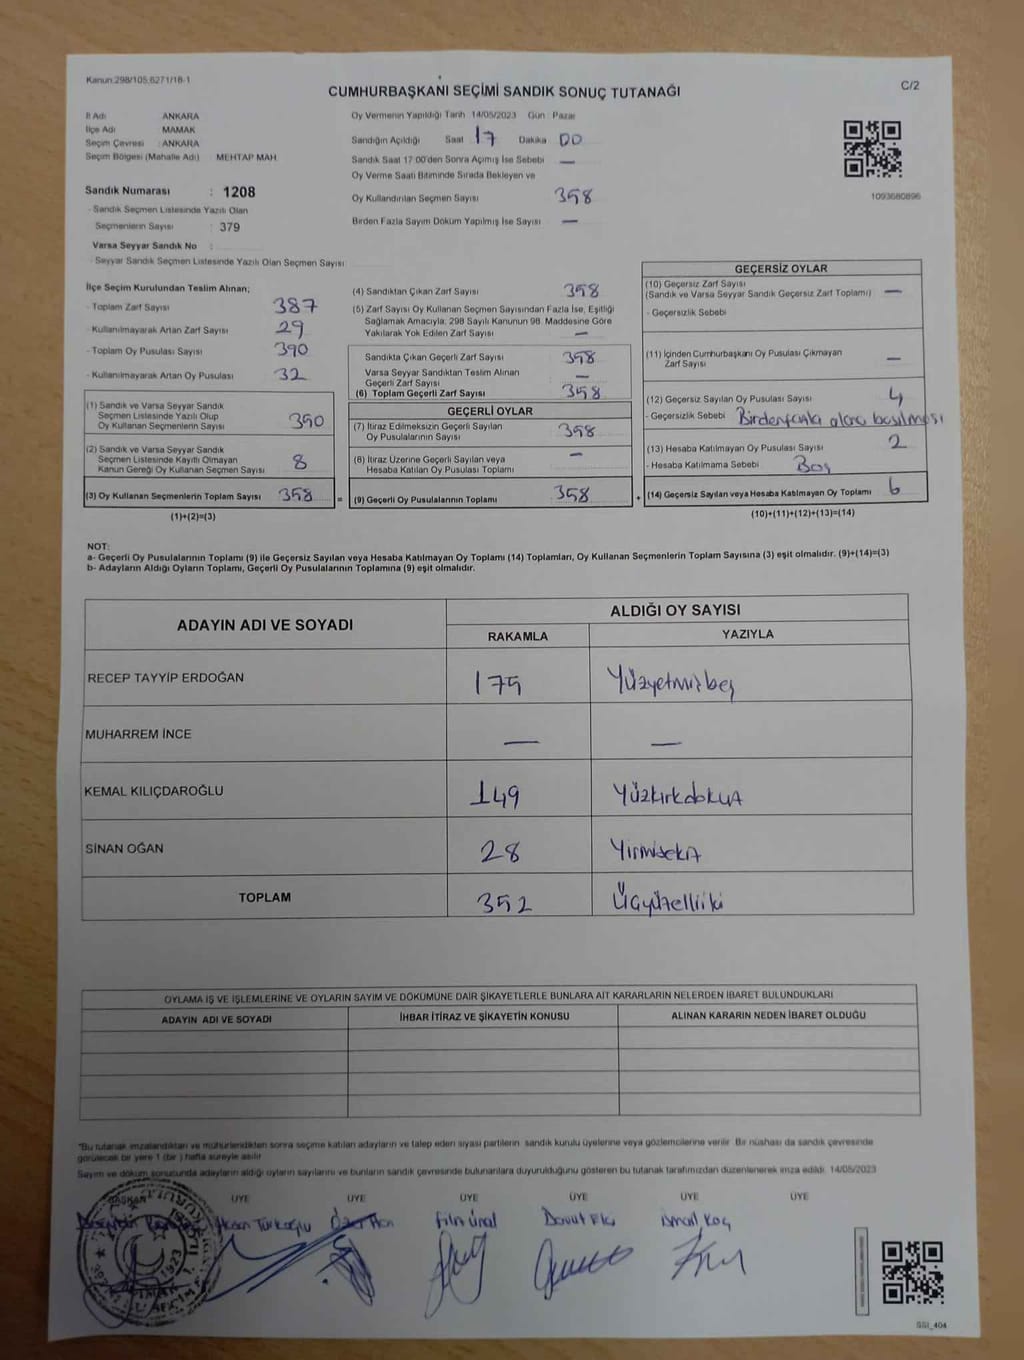 Kanun:298/105,6271/18-1
C/2
CUMHURBAŞKANI SEÇİMİ SANDIK SONUÇ TUTANAĞI
İl Adı ANKARA
İlçe Adı MAMAK
Seçim Çevresi : ANKARA
Seçim Bölgesi (Mahalle Adı) MEHTAP MAH.
Sandık Numarası : 1208
- Sandık Seçmen Listesinde Yazılı Olan
Seçmenlerin Sayısı : 379
Varsa Seyyar Sandık No :
- Seyyar Sandık Seçmen Listesinde Yazılı Olan Seçmen Sayısı
Oy Vermenin Yapıldığı Tarih 14/05/2023 Gün Pazar
Sandığın Açıldığı Saat 17 Dakika 00
Sandık Saat 17:00'den Sonra Açılmış İse Sebebi —
Oy Verme Saati Bitiminde Sırada Bekleyen ve
Oy Kullandırılan Seçmen Sayısı 358
Birden Fazla Sayım Döküm Yapılmış İse Sayısı —
1093680896
İlçe Seçim Kurulundan Teslim Alınan;
- Toplam Zarf Sayısı 387
- Kullanılmayarak Artan Zarf Sayısı 29
- Toplam Oy Pusulası Sayısı 390
- Kullanılmayarak Artan Oy Pusulası 32
(1) Sandık ve Varsa Seyyar Sandık
Seçmen Listesinde Yazılı Olup
Oy Kullanan Seçmenlerin Sayısı 350
(2) Sandık ve Varsa Seyyar Sandık
Seçmen Listesinde Kayıtlı Olmayan
Kanun Gereği Oy Kullanan Seçmen Sayısı 8
(3) Oy Kullanan Seçmenlerin Toplam Sayısı 358 =
(1)+(2)=(3)
(4) Sandıktan Çıkan Zarf Sayısı 358
(5) Zarf Sayısı Oy Kullanan Seçmen Sayısından Fazla İse, Eşitliği
Sağlamak Amacıyla, 298 Sayılı Kanunun 98. Maddesine Göre
Yakılarak Yok Edilen Zarf Sayısı —
Sandıkta Çıkan Geçerli Zarf Sayısı 358
Varsa Seyyar Sandıktan Teslim Alınan
Geçerli Zarf Sayısı —
(6) Toplam Geçerli Zarf Sayısı 358
GEÇERLİ OYLAR
(7) İtiraz Edilmeksizin Geçerli Sayılan
Oy Pusulalarının Sayısı 358
(8) İtiraz Üzerine Geçerli Sayılan veya
Hesaba Katılan Oy Pusulası Toplamı —
(9) Geçerli Oy Pusulalarının Toplamı 358 +
GEÇERSİZ OYLAR
(10) Geçersiz Zarf Sayısı
(Sandık ve Varsa Seyyar Sandık Geçersiz Zarf Toplamı) —
- Geçersizlik Sebebi
(11) İçinden Cumhurbaşkanı Oy Pusulası Çıkmayan
Zarf Sayısı —
(12) Geçersiz Sayılan Oy Pusulası Sayısı 4
- Geçersizlik Sebebi Birdenfazla alana basılması
(13) Hesaba Katılmayan Oy Pusulası Sayısı 2
- Hesaba Katılmama Sebebi Boş
(14) Geçersiz Sayılan veya Hesaba Katılmayan Oy Toplamı 6
(10)+(11)+(12)+(13)=(14)
NOT:
a- Geçerli Oy Pusulalarının Toplamı (9) ile Geçersiz Sayılan veya Hesaba Katılmayan Oy Toplamı (14) Toplamları, Oy Kullanan Seçmenlerin Toplam Sayısına (3) eşit olmalıdır. (9)+(14)=(3)
b- Adayların Aldığı Oyların Toplamı, Geçerli Oy Pusulalarının Toplamına (9) eşit olmalıdır.
ADAYIN ADI VE SOYADI
ALDIĞI OY SAYISI
RAKAMLA YAZIYLA
RECEP TAYYİP ERDOĞAN 175 Yüzyetmişbeş
MUHARREM İNCE — —
KEMAL KILIÇDAROĞLU 149 Yüzkırkdokuz
SİNAN OĞAN 28 Yirmisekiz
TOPLAM 352 Üçyüzelliiki
OYLAMA İŞ VE İŞLEMLERİNE VE OYLARIN SAYIM VE DÖKÜMÜNE DAİR ŞİKAYETLERLE BUNLARA AİT KARARLARIN NELERDEN İBARET BULUNDUKLARI
ADAYIN ADI VE SOYADI İHBAR İTİRAZ VE ŞİKAYETİN KONUSU ALINAN KARARIN NEDEN İBARET OLDUĞU
*Bu tutanak imzalandıktan ve mühürlendikten sonra seçime katılan adayların ve talep eden siyasi partilerin sandık kurulu üyelerine veya gözlemcilerine verilir. Bir nüshası da sandık çevresinde
görülecek bir yere 1 (bir) hafta süreyle asılır.
Sayım ve döküm sonucunda adayların aldığı oyların sayılarını ve bunların sandık çevresinde bulunanlara duyurulduğunu gösteren bu tutanak tarafımızdan düzenlenerek imza edildi. 14/05/2023
BAŞKAN ÜYE ÜYE ÜYE ÜYE ÜYE ÜYE
Hasan Türkoğlu Filiz Ünal Davut Elçi İsmail Koç
SSI_404